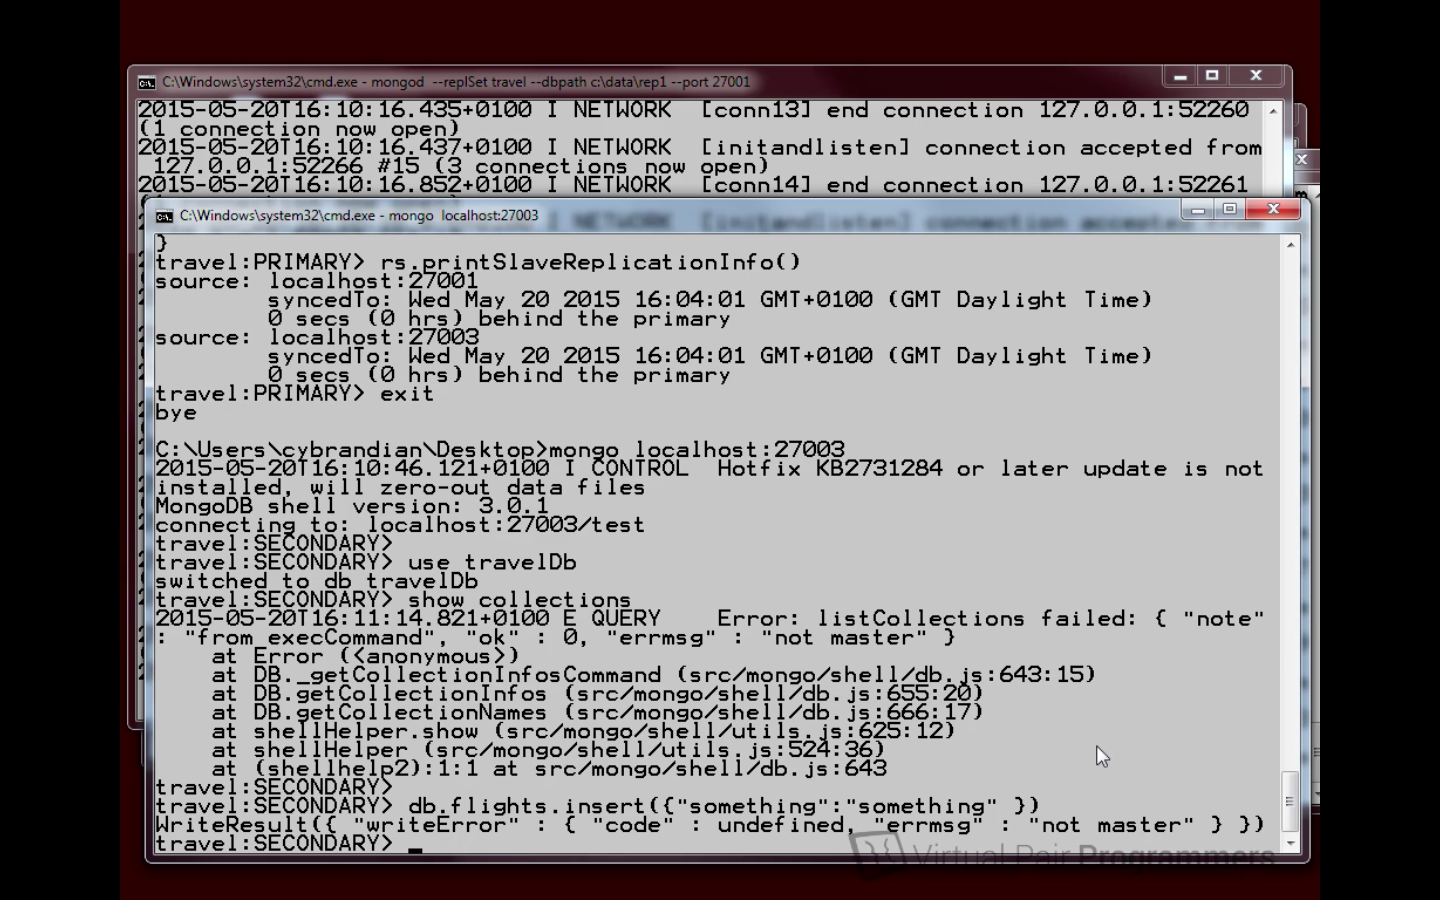 C:\Windows\system32\cmd.exe - mongod --replSet travel --dbpath c:\data\rep1 --port 27001
2015-05-20T16:10:16.435+0100 I NETWORK  [conn13] end connection 127.0.0.1:52260
(1 connection now open)
2015-05-20T16:10:16.437+0100 I NETWORK  [initandlisten] connection accepted from
 127.0.0.1:52266 #15 (3 connections now open)
2015-05-20T16:10:16.852+0100 I NETWORK  [conn14] end connection 127.0.0.1:52261
C:\Windows\system32\cmd.exe - mongo localhost:27003
}
travel:PRIMARY> rs.printSlaveReplicationInfo()
source: localhost:27001
        syncedTo: Wed May 20 2015 16:04:01 GMT+0100 (GMT Daylight Time)
        0 secs (0 hrs) behind the primary
source: localhost:27003
        syncedTo: Wed May 20 2015 16:04:01 GMT+0100 (GMT Daylight Time)
        0 secs (0 hrs) behind the primary
travel:PRIMARY> exit
bye
C:\Users\cybrandian\Desktop>mongo localhost:27003
2015-05-20T16:10:46.121+0100 I CONTROL  Hotfix KB2731284 or later update is not
installed, will zero-out data files
MongoDB shell version: 3.0.1
connecting to: localhost:27003/test
travel:SECONDARY>
travel:SECONDARY> use travelDb
switched to db travelDb
travel:SECONDARY> show collections
2015-05-20T16:11:14.821+0100 E QUERY    Error: listCollections failed: { "note"
: "from execCommand", "ok" : 0, "errmsg" : "not master" }
    at Error (<anonymous>)
    at DB._getCollectionInfosCommand (src/mongo/shell/db.js:643:15)
    at DB.getCollectionInfos (src/mongo/shell/db.js:655:20)
    at DB.getCollectionNames (src/mongo/shell/db.js:666:17)
    at shellHelper.show (src/mongo/shell/utils.js:625:12)
    at shellHelper (src/mongo/shell/utils.js:524:36)
    at (shellhelp2):1:1 at src/mongo/shell/db.js:643
travel:SECONDARY>
travel:SECONDARY> db.flights.insert({"something":"something" })
WriteResult({ "writeError" : { "code" : undefined, "errmsg" : "not master" } })
travel:SECONDARY> _
Virtual Pair Programmers